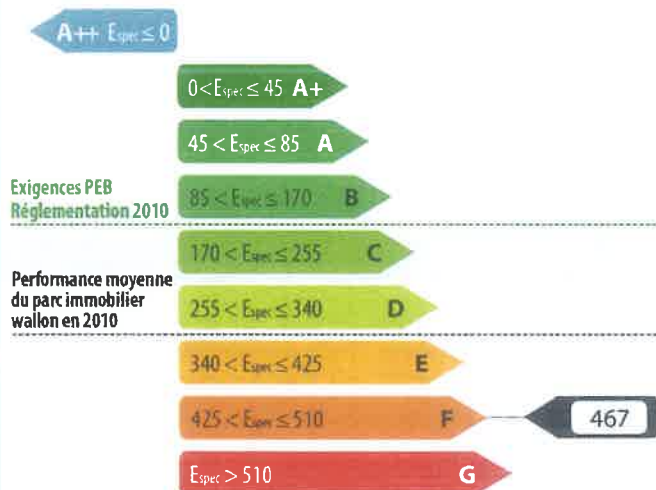 A++ Espec ≤ 0
0 < Espec ≤ 45 A+
45 < Espec ≤ 85 A
Exigences PEB
Réglementation 2010
85 < Espec ≤ 170 B
170 < Espec ≤ 255 C
Performance moyenne
du parc immobilier
wallon en 2010
255 < Espec ≤ 340 D
340 < Espec ≤ 425 E
425 < Espec ≤ 510 F
467
Espec > 510 G